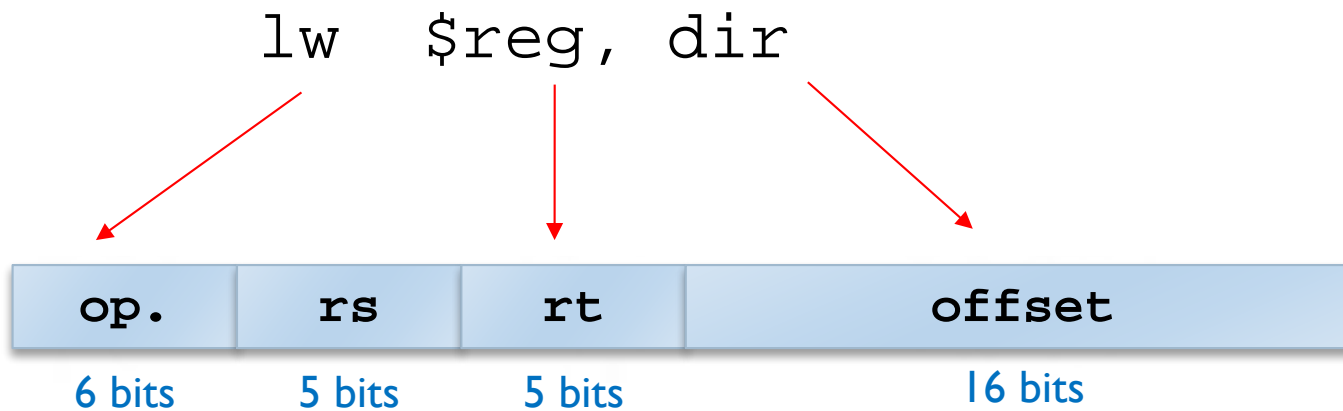 lw $reg, dir
op. rs rt offset
6 bits 5 bits 5 bits 16 bits